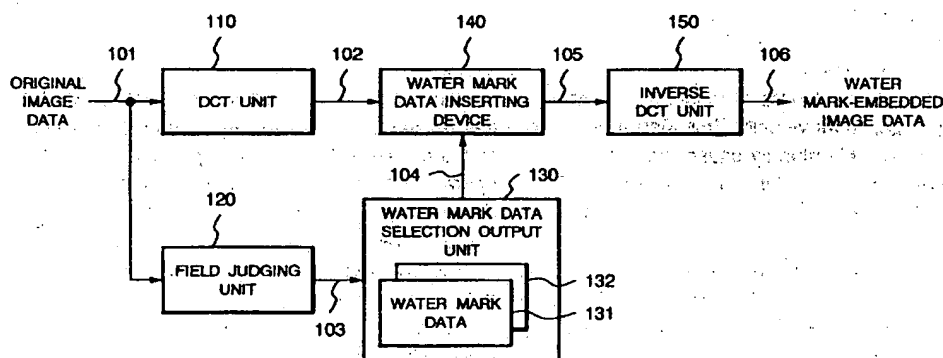 110
140
150
101
102
105
106
ORIGINAL
IMAGE
DATA
DCT UNIT
WATER MARK
DATA INSERTING
DEVICE
INVERSE
DCT UNIT
WATER
MARK-EMBEDDED
IMAGE DATA
104
130
120
WATER MARK DATA
SELECTION OUTPUT
UNIT
FIELD JUDGING
UNIT
103
132
WATER MARK
DATA
131